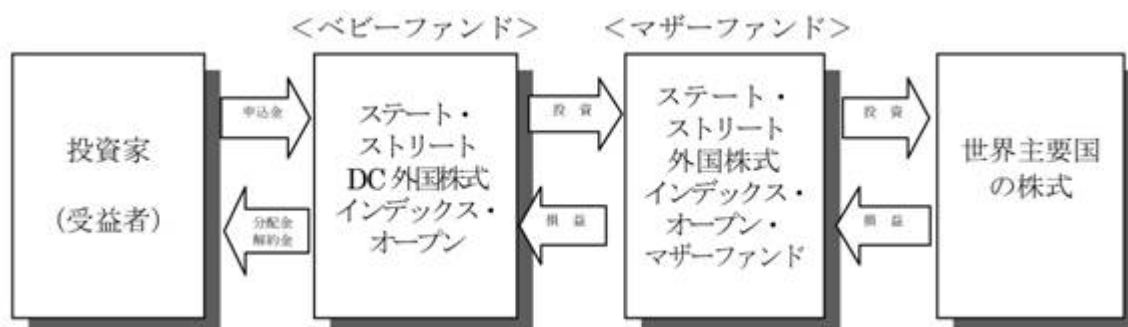 ＜ベビーファンド＞
＜マザーファンド＞
投資家
（受益者）
申込金
分配金
解約金
ステート・
ストリート
DC 外国株式
インデックス・
オープン
投 資
損 益
ステート・
ストリート
外国株式
インデックス・
オープン・
マザーファンド
投 資
損 益
世界主要国
の株式